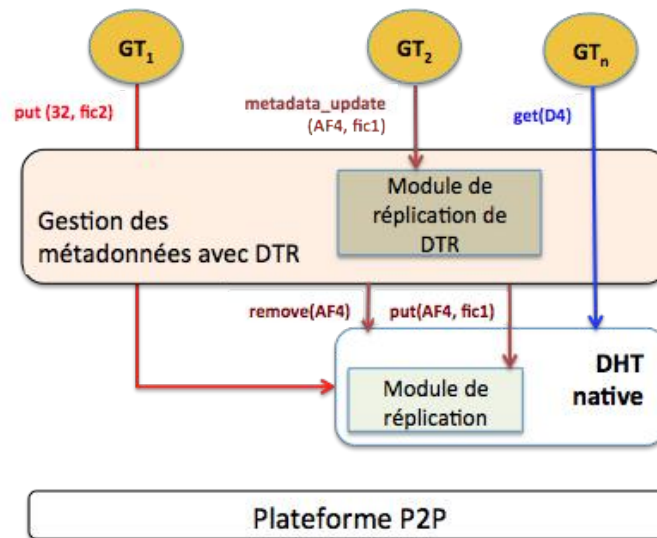 GT1
GT2
GTn
put (32, fic2)
metadata_update
(AF4, fic1)
get(D4)
Gestion des
métadonnées avec DTR
Module de
réplication de
DTR
remove(AF4)
put(AF4, fic1)
DHT
native
Module de
réplication
Plateforme P2P